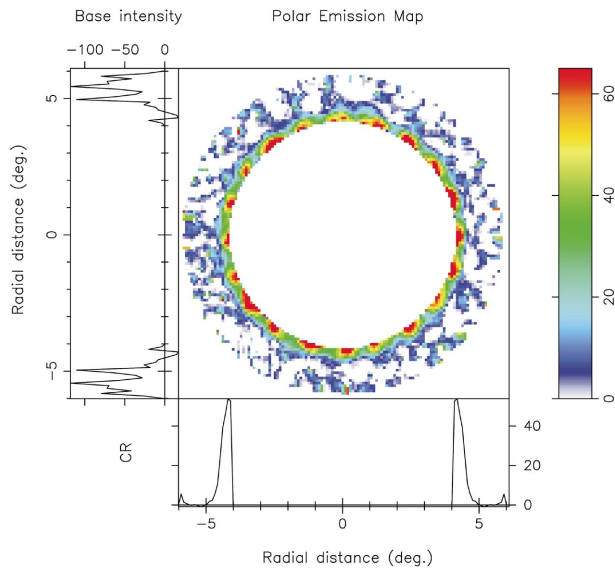 Base intensity
Polar Emission Map
−100 −50 0
5
0
−5
Radial distance (deg.)
60
40
20
0
CR
40
20
0
−5 0 5
Radial distance (deg.)